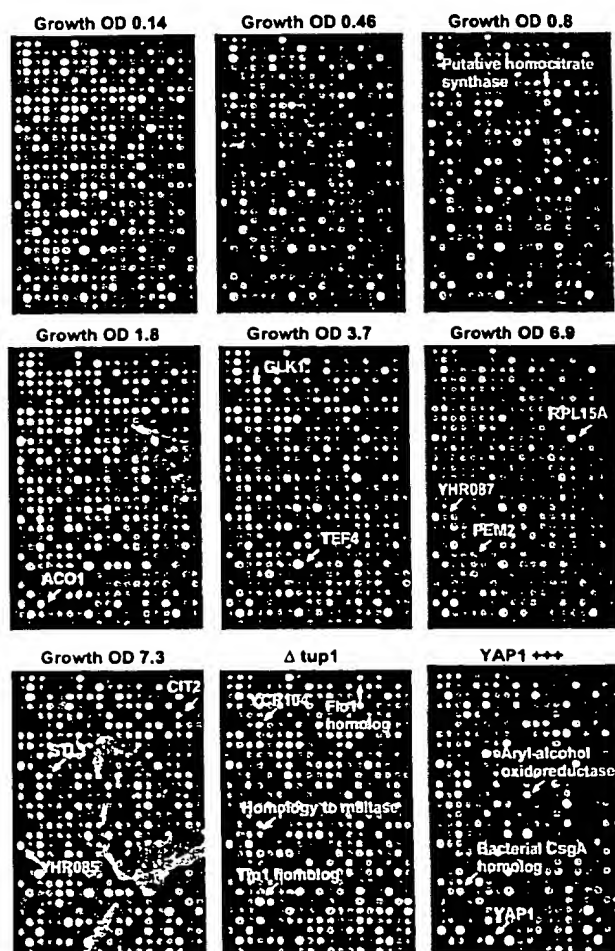 Growth OD 0.14
Growth OD 0.46
Growth OD 0.8
Putative homocitrate
synthase
Growth OD 1.8
Growth OD 3.7
Growth OD 6.9
GLK1
RPL15A
YHR087
PEM2
TEF4
ACO1
Growth OD 7.3
Δ tup1
YAP1 +++
CIT2
YCR104
Flo1
homolog
Aryl-alcohol
oxidoreductase
Homology to maltase
YHR085
Tip1 homolog
Bacterial CsgA
homolog
YAP1